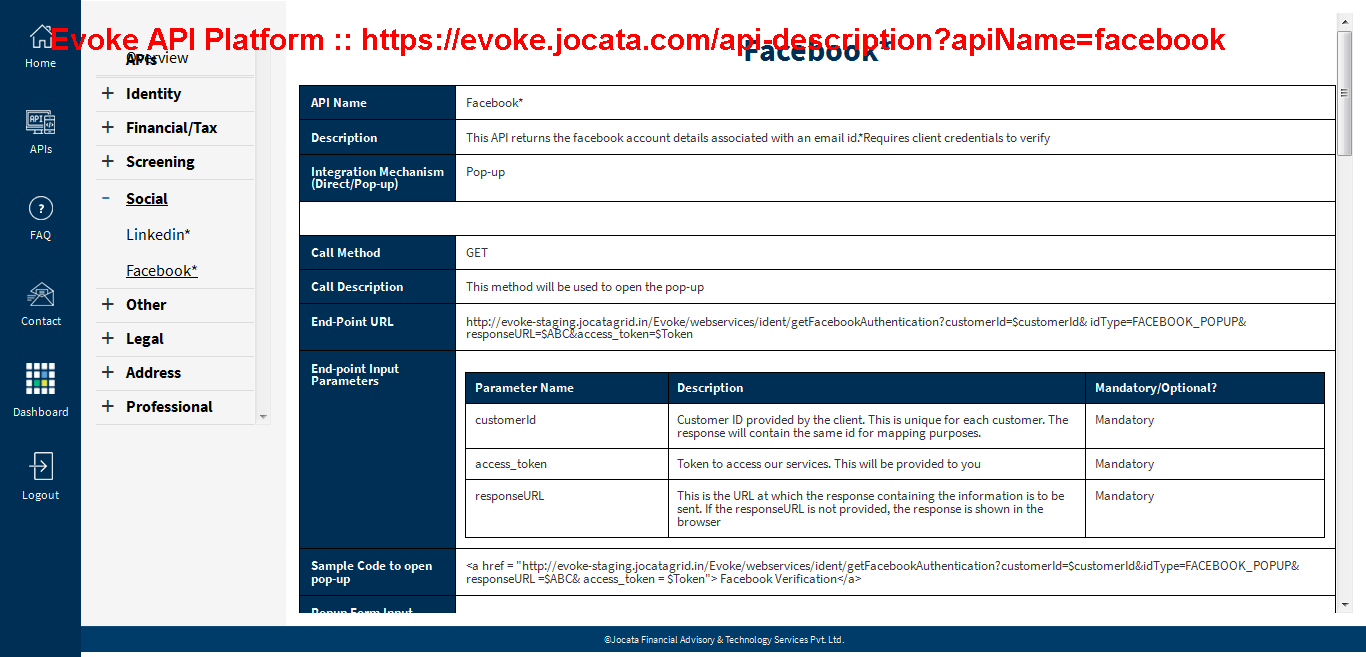 Evoke API Platform :: https://evoke.jocata.com/api-description?apiName=facebook
Home
APIs
FAQ
Contact
Dashboard
Logout
APIs
Overview
Identity
Financial/Tax
Screening
Social
Linkedin*
Facebook*
Other
Legal
Address
Professional
Facebook*
API Name
Facebook*
Description
This API returns the facebook account details associated with an email id.*Requires client credentials to verify
Integration Mechanism
(Direct/Pop-up)
Pop-up
Call Method
GET
Call Description
This method will be used to open the pop-up
End-Point URL
http://evoke-staging.jocatagrid.in/Evoke/webservices/ident/getFacebookAuthentication?customerId=$customerId& idType=FACEBOOK_POPUP&
responseURL=$ABC&access_token=$Token
End-point Input
Parameters
Parameter Name
Description
Mandatory/Optional?
customerId
Customer ID provided by the client. This is unique for each customer. The
response will contain the same id for mapping purposes.
Mandatory
access_token
Token to access our services. This will be provided to you
Mandatory
responseURL
This is the URL at which the response containing the information is to be
sent. If the responseURL is not provided, the response is shown in the
browser
Mandatory
Sample Code to open
pop-up
<a href = "http://evoke-staging.jocatagrid.in/Evoke/webservices/ident/getFacebookAuthentication?customerId=$customerId&idType=FACEBOOK_POPUP&
responseURL =$ABC& access_token = $Token"> Facebook Verification</a>
Popup Form Input
©Jocata Financial Advisory & Technology Services Pvt. Ltd.